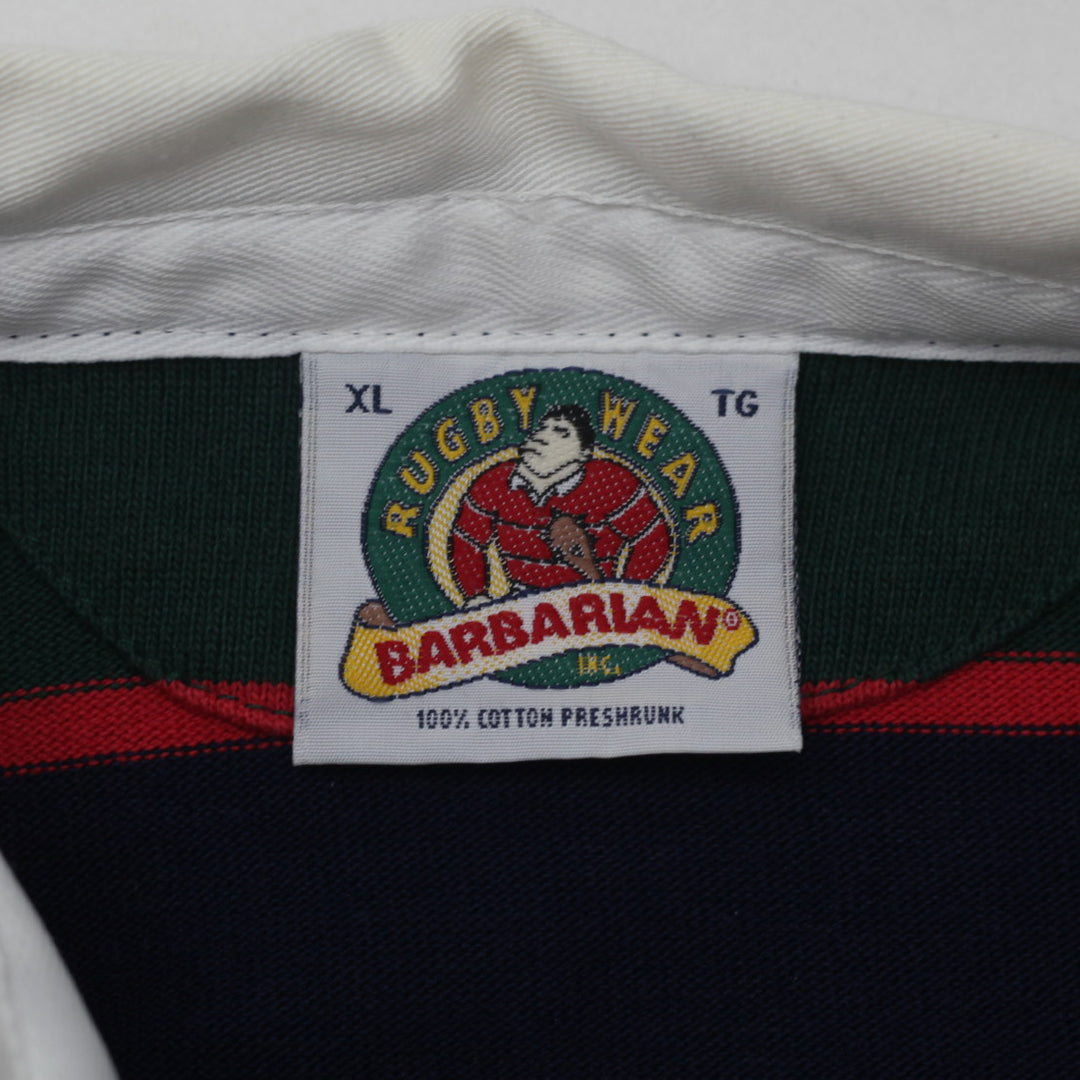 XL TG
RUGBY WEAR
BARBARIAN®
INC.
100% COTTON PRESHRUNK